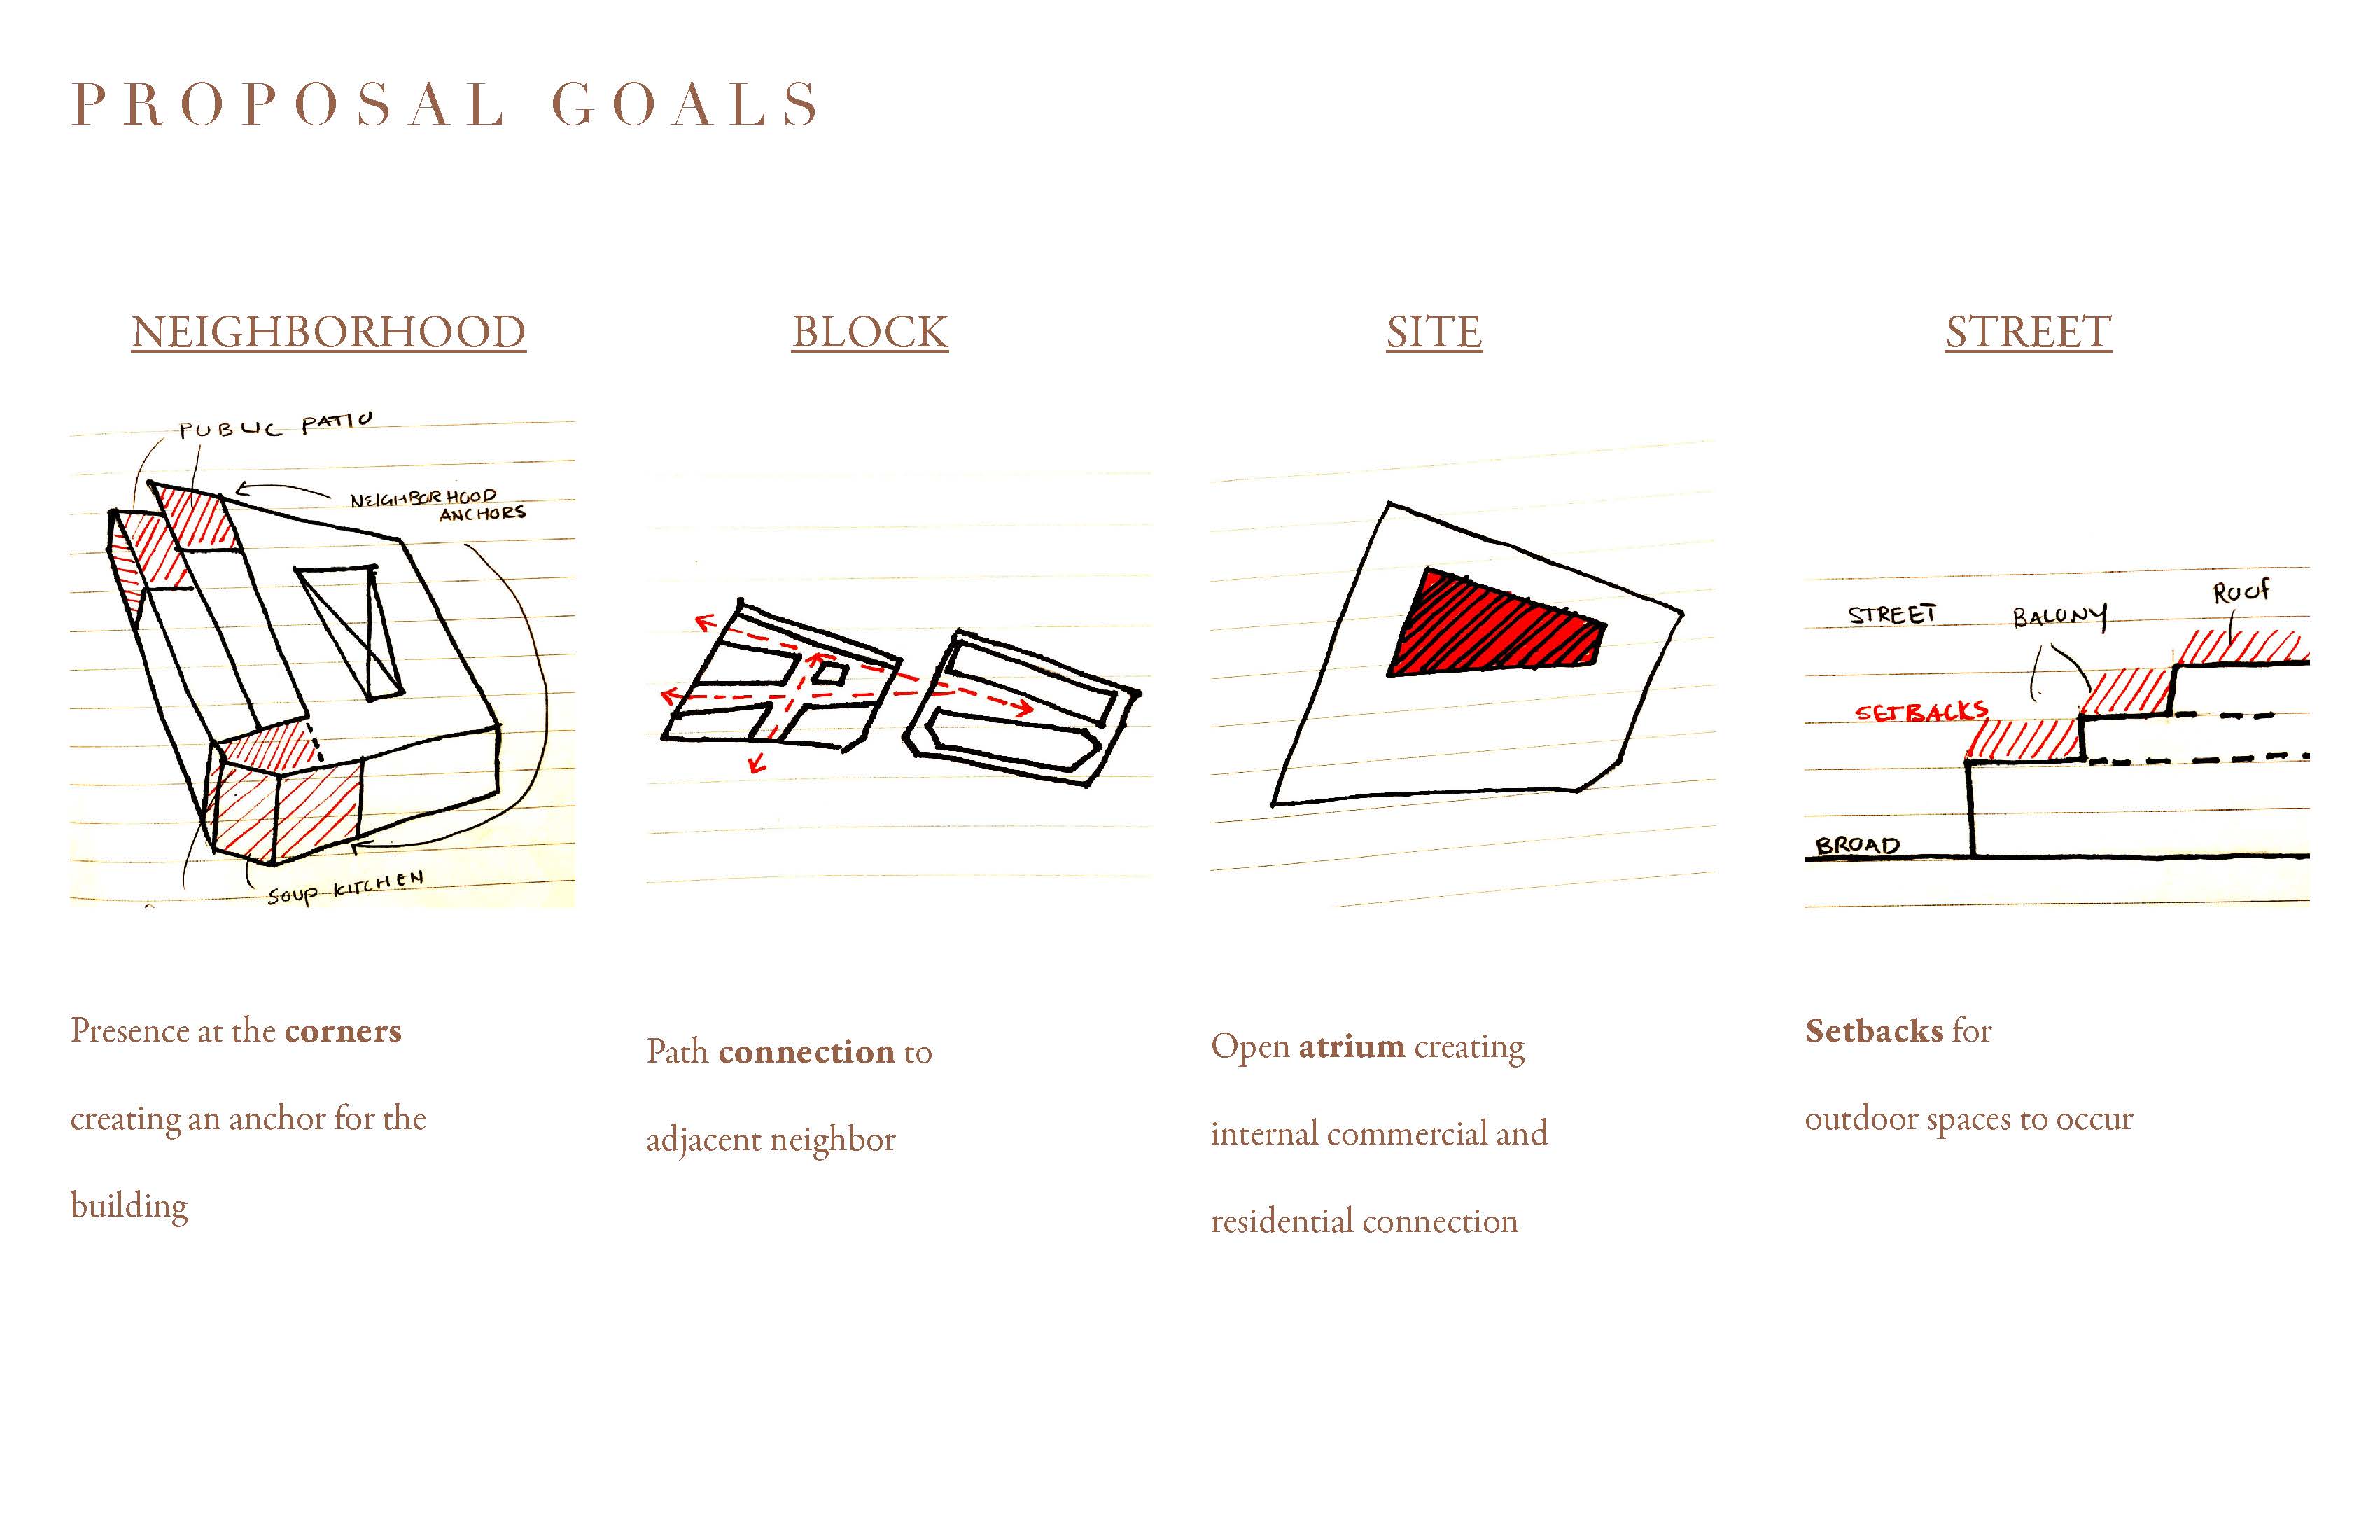 PROPOSAL GOALS
NEIGHBORHOOD
PUBLIC PATIO
NEIGHBORHOOD
ANCHORS
SOUP KITCHEN
Presence at the corners
creating an anchor for the
building
BLOCK
Path connection to
adjacent neighbor
SITE
Open atrium creating
internal commercial and
residential connection
STREET
STREET
BALONY
ROOF
SETBACKS
BROAD
Setbacks for
outdoor spaces to occur